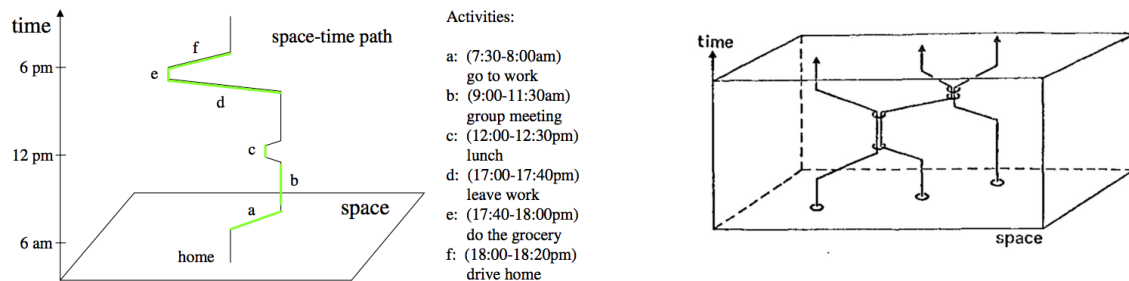 time
space-time path
f
6 pm
e
d
c
12 pm
b
a
space
6 am
home
Activities:
a: (7:30-8:00am)
go to work
b: (9:00-11:30am)
group meeting
c: (12:00-12:30pm)
lunch
d: (17:00-17:40pm)
leave work
e: (17:40-18:00pm)
do the grocery
f: (18:00-18:20pm)
drive home
time
space